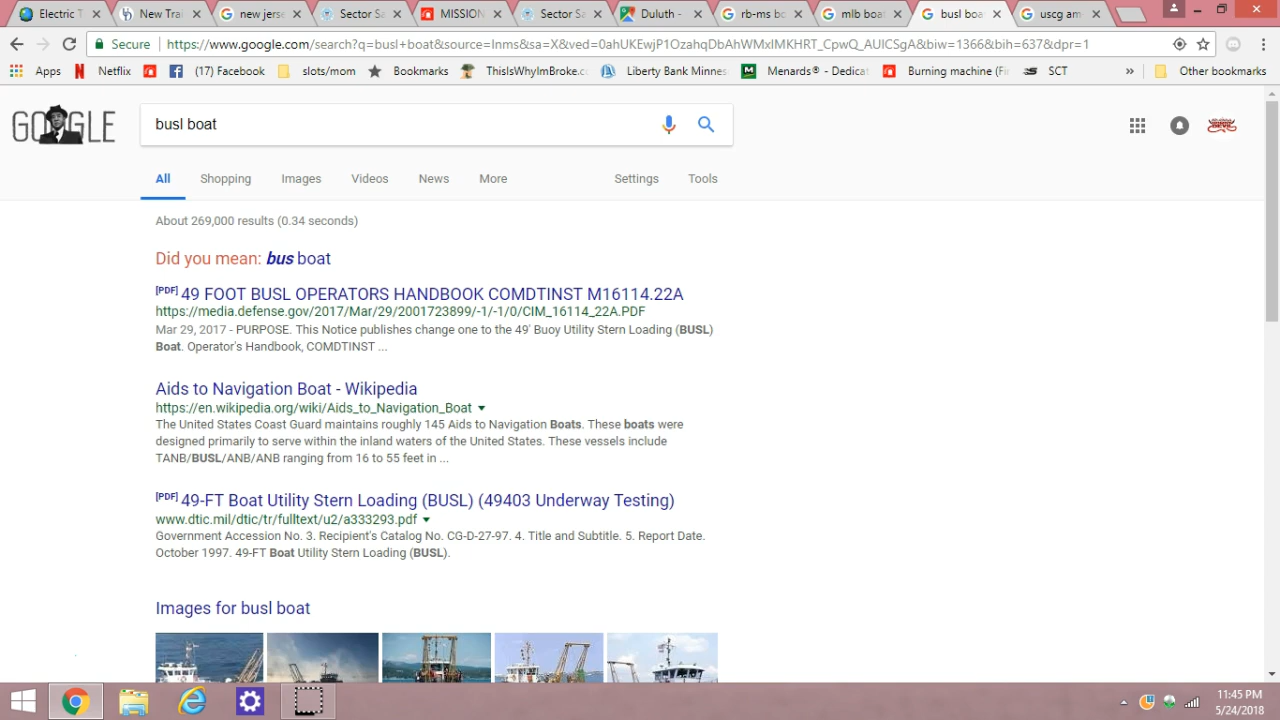 Electric T
New Trai
new jerse
Sector Sa
MISSION
Sector Sa
Duluth -
rb-ms bo
mlb boat
busl boat
uscg am
Secure
https://www.google.com/search?q=busl+boat&source=lnms&sa=X&ved=0ahUKEwjP1OzahqDbAhWMxIMKHRT_CpwQ_AUICSgA&biw=1366&bih=637&dpr=1
Apps
Netflix
(17) Facebook
slots/mom
Bookmarks
ThisIsWhyImBroke.c
Liberty Bank Minnes
Menards® - Dedicat
Burning machine (Fi
SCT
»
Other bookmarks
GOOGLE
busl boat
All
Shopping
Images
Videos
News
More
Settings
Tools
About 269,000 results (0.34 seconds)
Did you mean: bus boat
[PDF] 49 FOOT BUSL OPERATORS HANDBOOK COMDTINST M16114.22A
https://media.defense.gov/2017/Mar/29/2001723899/-1/-1/0/CIM_16114_22A.PDF
Mar 29, 2017 - PURPOSE. This Notice publishes change one to the 49' Buoy Utility Stern Loading (BUSL)
Boat. Operator's Handbook, COMDTINST ...
Aids to Navigation Boat - Wikipedia
https://en.wikipedia.org/wiki/Aids_to_Navigation_Boat
The United States Coast Guard maintains roughly 145 Aids to Navigation Boats. These boats were
designed primarily to serve within the inland waters of the United States. These vessels include
TANB/BUSL/ANB/ANB ranging from 16 to 55 feet in ...
[PDF] 49-FT Boat Utility Stern Loading (BUSL) (49403 Underway Testing)
www.dtic.mil/dtic/tr/fulltext/u2/a333293.pdf
Government Accession No. 3. Recipient's Catalog No. CG-D-27-97. 4. Title and Subtitle. 5. Report Date.
October 1997. 49-FT Boat Utility Stern Loading (BUSL).
Images for busl boat
11:45 PM
5/24/2018